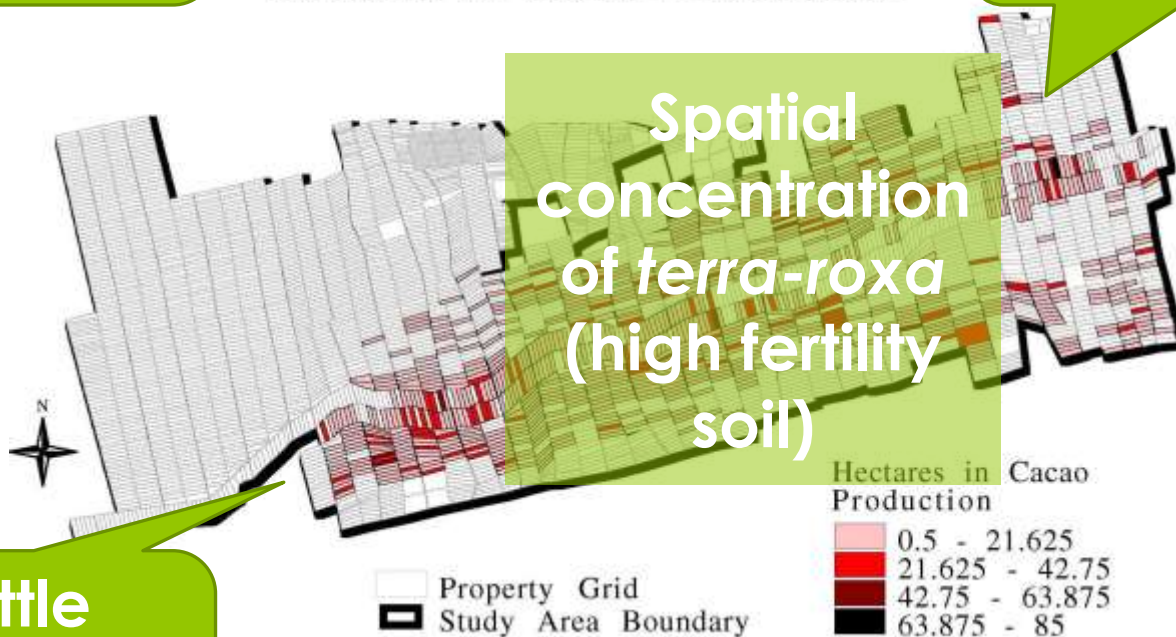 Spatial
concentration
of terra-roxa
(high fertility
soil)
N
Hectares in Cacao
Production
0.5 - 21.625
21.625 - 42.75
42.75 - 63.875
63.875 - 85
Property Grid
Study Area Boundary
ttle